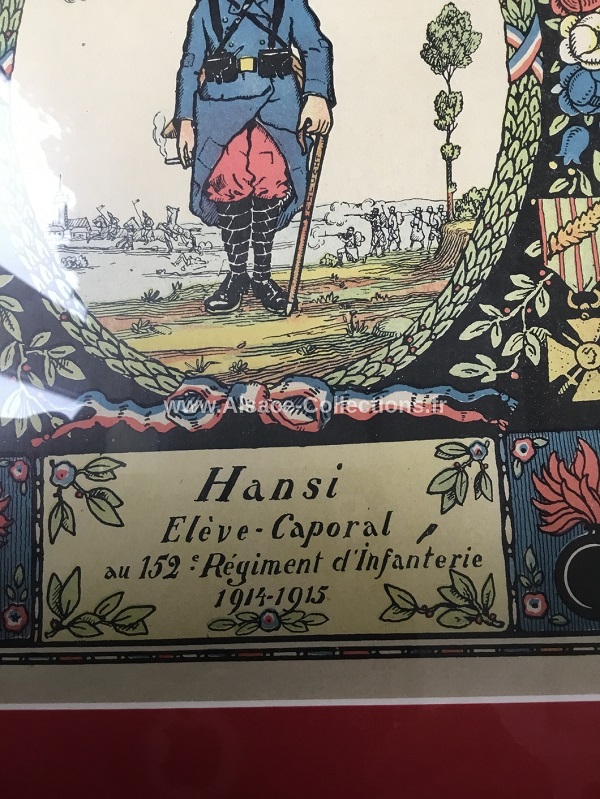 www.Alsace-Collections.fr
Hansi
Elève-Caporal
au 152e Régiment d'Infanterie
1914-1915